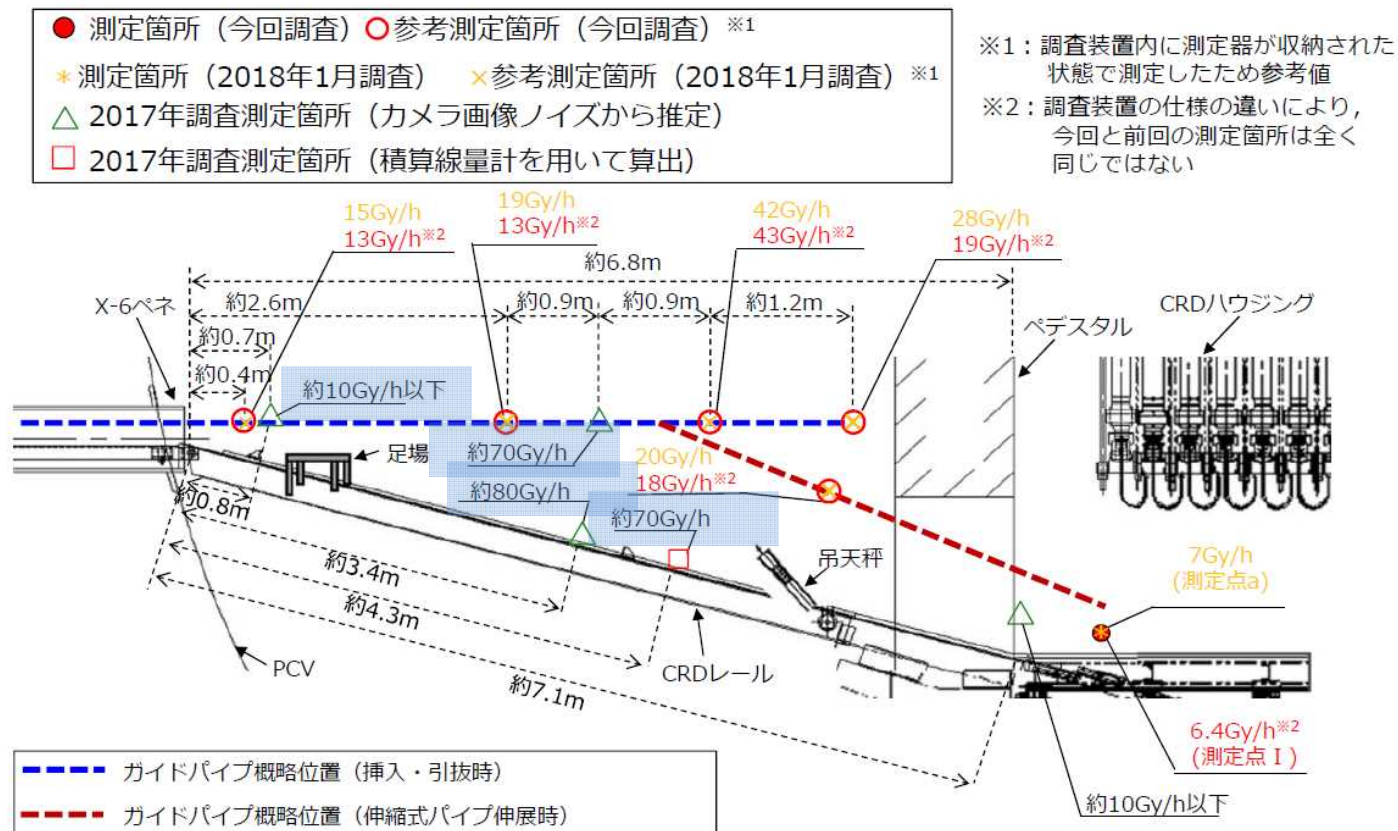 ● 測定箇所（今回調査） ○参考測定箇所（今回調査）※1
* 測定箇所（2018年1月調査） ×参考測定箇所（2018年1月調査）※1
△ 2017年調査測定箇所（カメラ画像ノイズから推定）
□ 2017年調査測定箇所（積算線量計を用いて算出）
※1：調査装置内に測定器が収納された
状態で測定したため参考値
※2：調査装置の仕様の違いにより，
今回と前回の測定箇所は全く
同じではない
15Gy/h
13Gy/h※2
19Gy/h
13Gy/h※2
42Gy/h
43Gy/h※2
28Gy/h
19Gy/h※2
約6.8m
X-6ペネ
約2.6m
約0.9m
約0.9m
約1.2m
CRDハウジング
ペデスタル
約0.7m
約0.4m
約10Gy/h以下
足場
約70Gy/h
20Gy/h
18Gy/h※2
約80Gy/h
約0.8m
約70Gy/h
吊天秤
7Gy/h
(測定点a)
約3.4m
約4.3m
PCV
CRDレール
約7.1m
6.4Gy/h※2
(測定点Ⅰ)
約10Gy/h以下
ガイドパイプ概略位置（挿入・引抜時）
ガイドパイプ概略位置（伸縮式パイプ伸展時）